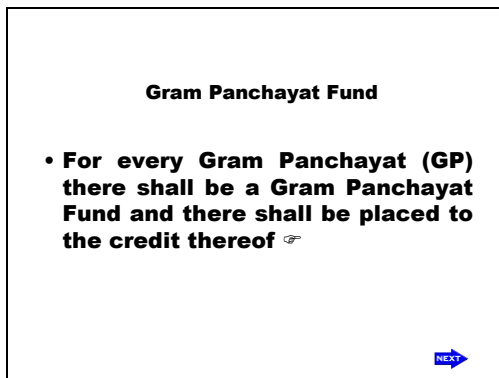 Gram Panchayat Fund
• For every Gram Panchayat (GP)
there shall be a Gram Panchayat
Fund and there shall be placed to
the credit thereof ☞
NEXT